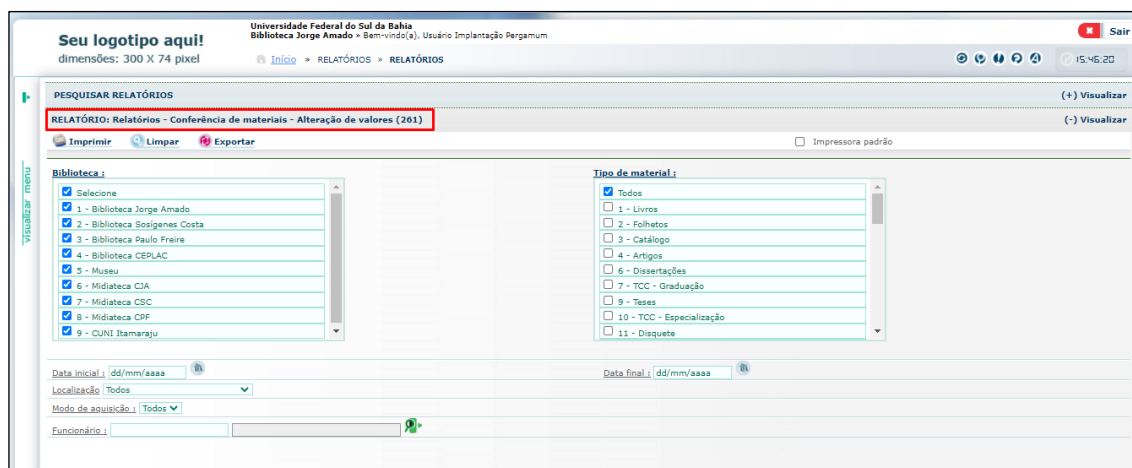 Universidade Federal do Sul da Bahia
Biblioteca Jorge Amado » Bem-vindo(a), Usuário Implantação Pergamum
Sair
Seu logotipo aqui!
dimensões: 300 X 74 pixel
Início » RELATÓRIOS » RELATÓRIOS
15:46:20
PESQUISAR RELATÓRIOS (+) Visualizar
RELATÓRIO: Relatórios - Conferência de materiais - Alteração de valores (261) (-) Visualizar
Imprimir Limpar Exportar Impressora padrão
visualizar menu
Biblioteca :
Selecione
1 - Biblioteca Jorge Amado
2 - Biblioteca Sosígenes Costa
3 - Biblioteca Paulo Freire
4 - Biblioteca CEPLAC
5 - Museu
6 - Midiateca CJA
7 - Midiateca CSC
8 - Midiateca CPF
9 - CUNI Itamaraju
Tipo de material :
Todos
1 - Livros
2 - Folhetos
3 - Catálogo
4 - Artigos
6 - Dissertações
7 - TCC - Graduação
9 - Teses
10 - TCC - Especialização
11 - Disquete
Data inicial : dd/mm/aaaa Data final : dd/mm/aaaa
Localização Todos
Modo de aquisição : Todos
Funcionário :